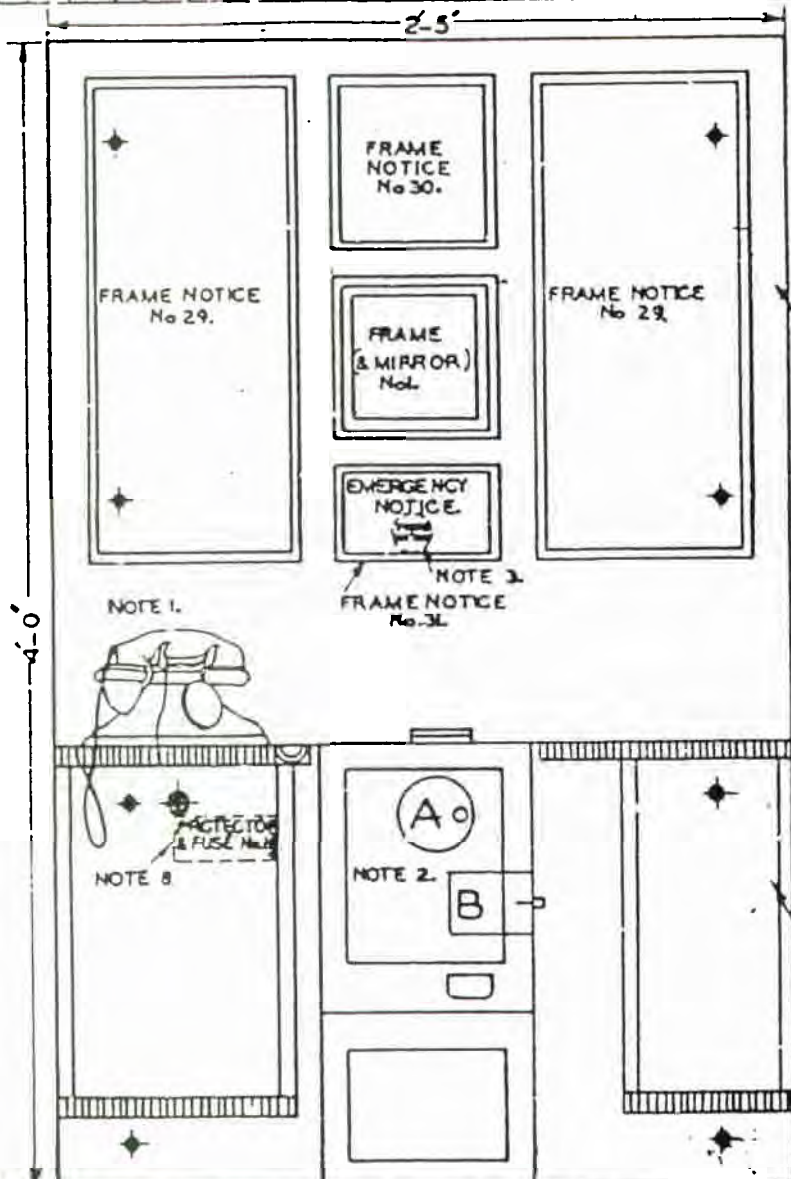 2'-5"
4'-0"
FRAME
NOTICE
No 30.
FRAME NOTICE
No 29.
FRAME NOTICE
No 29.
FRAME
(& MIRROR)
No1.
EMERGENCY
NOTICE.
NOTE 3.
FRAME NOTICE
No. 31.
NOTE 1.
A
& FUSE
NOTE 8
NOTE 2.
B